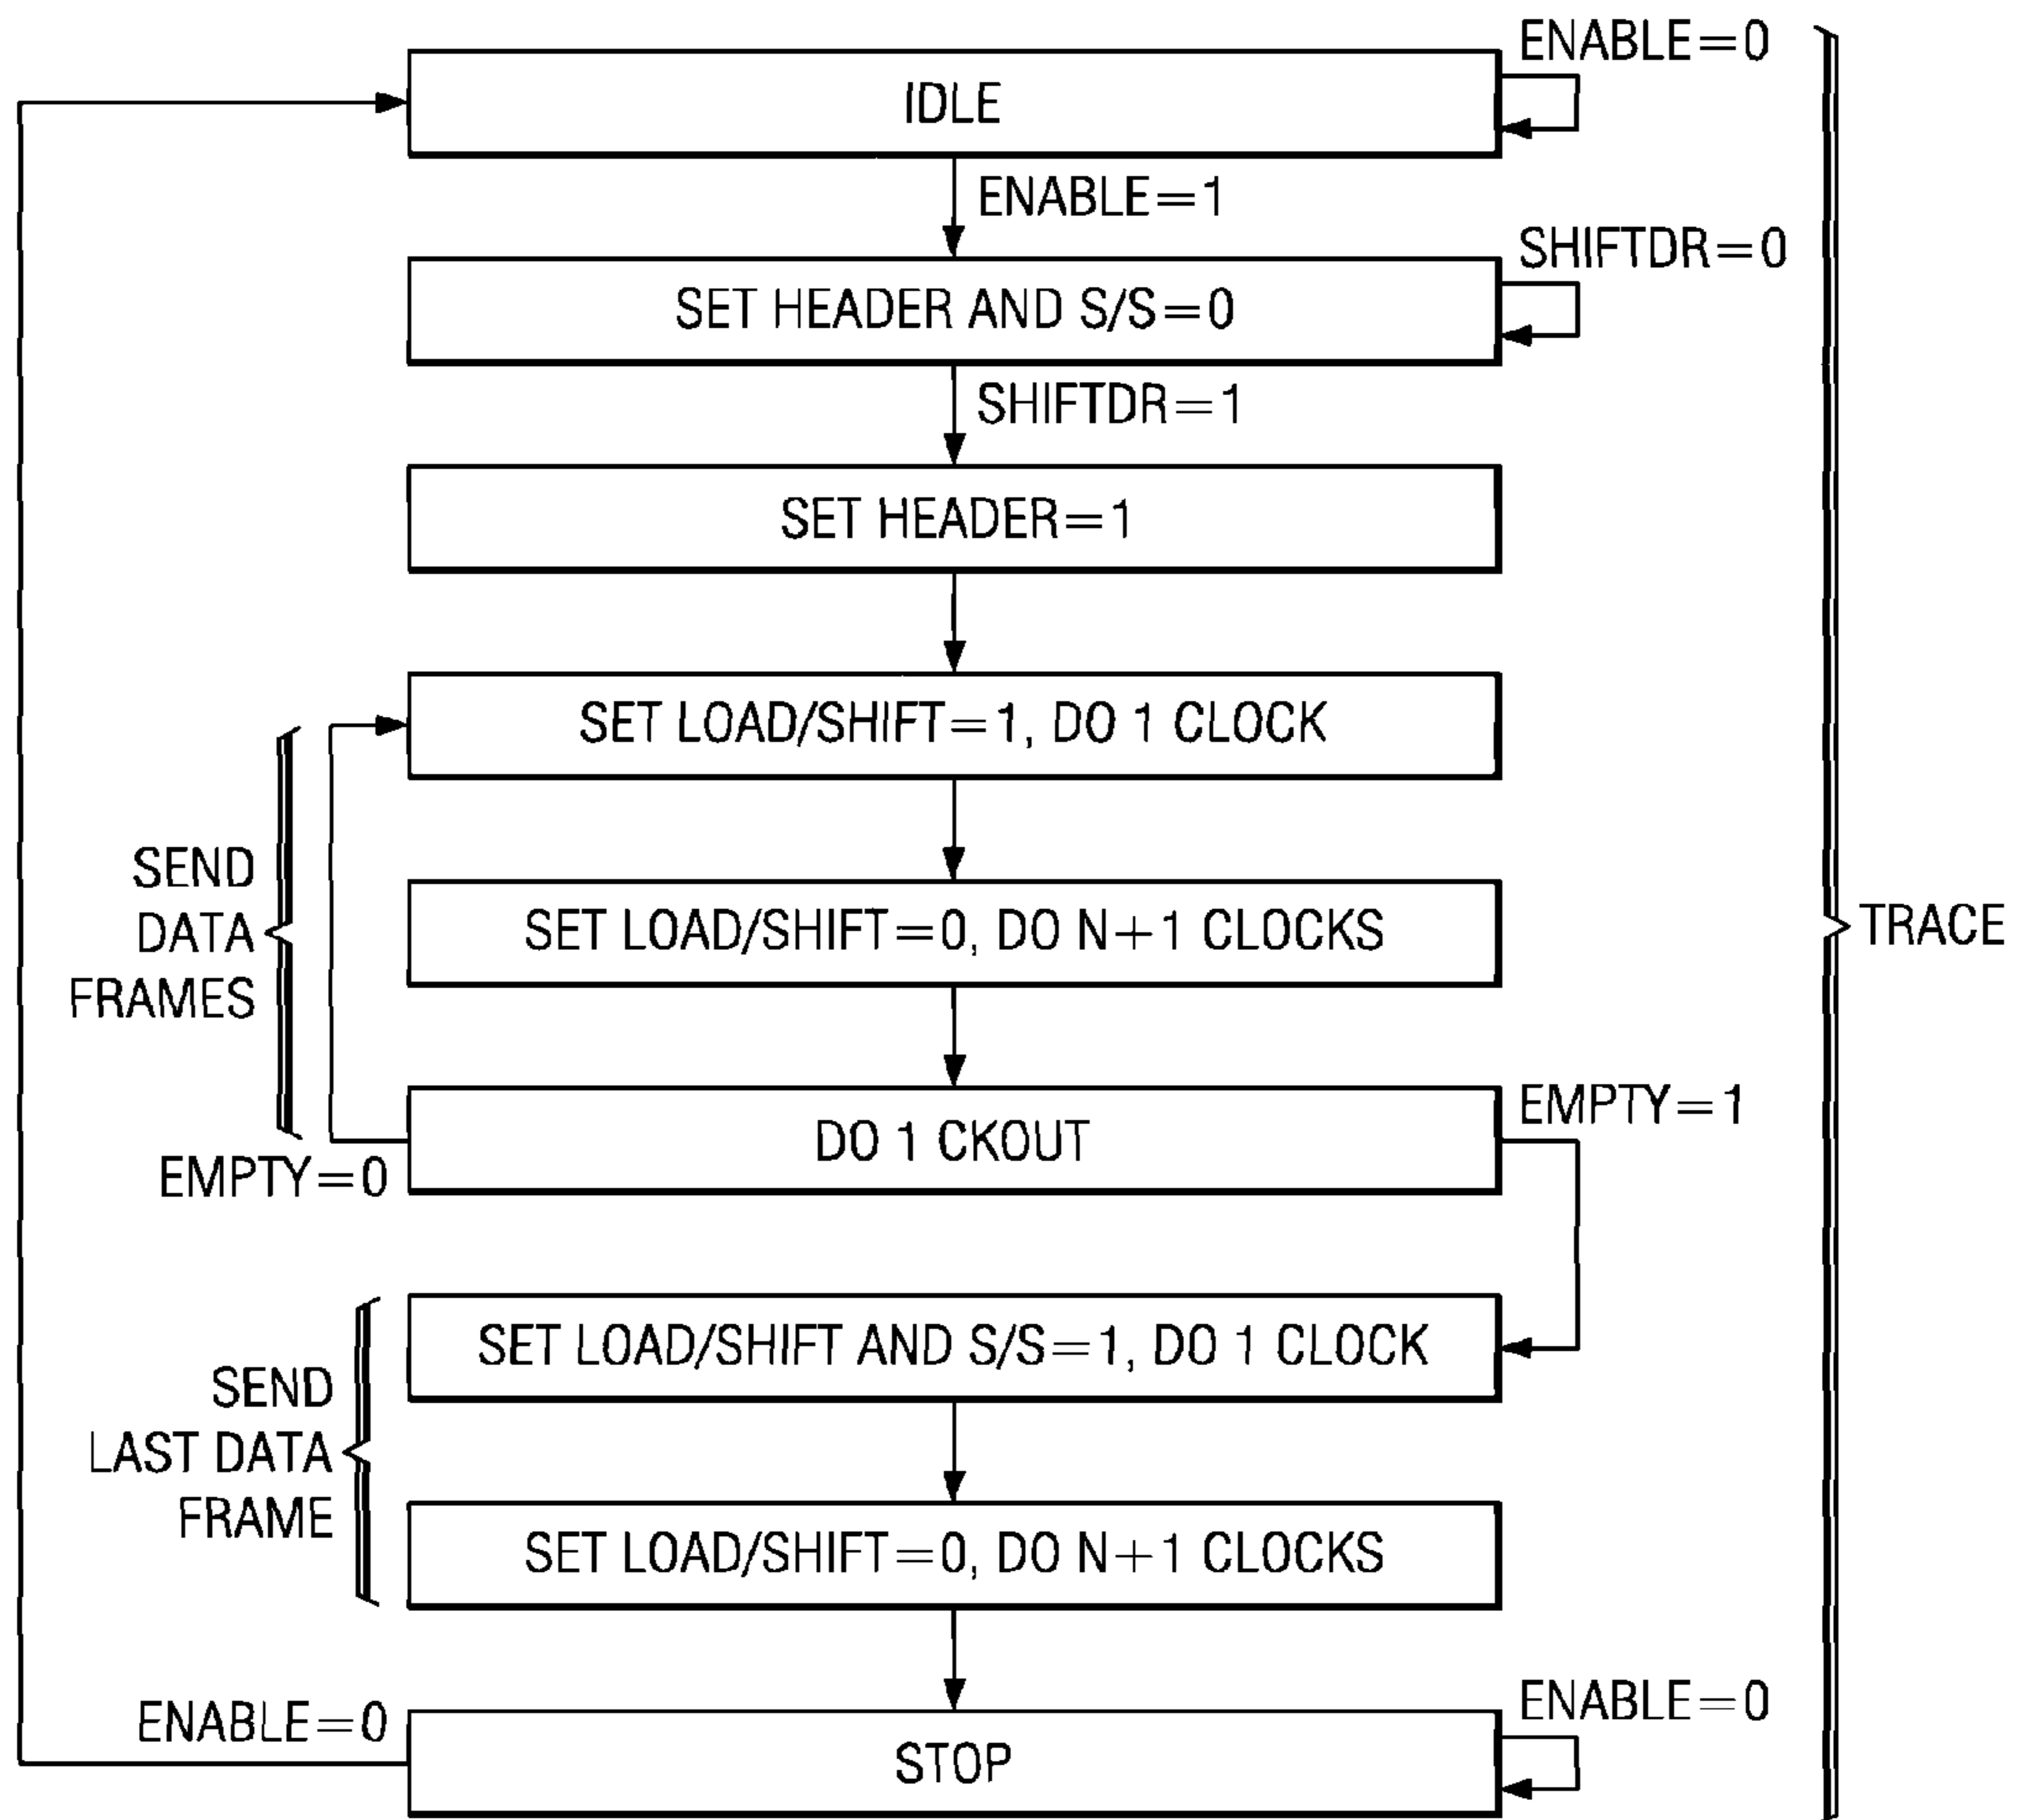 ENABLE=0
IDLE
ENABLE=1
SHIFTDR=0
SET HEADER AND S/S=0
SHIFTDR=1
SET HEADER=1
SET LOAD/SHIFT=1, DO 1 CLOCK
SEND
DATA
FRAMES
SET LOAD/SHIFT=0, DO N+1 CLOCKS
TRACE
EMPTY=1
DO 1 CKOUT
EMPTY=0
SET LOAD/SHIFT AND S/S=1, DO 1 CLOCK
SEND
LAST DATA
FRAME
SET LOAD/SHIFT=0, DO N+1 CLOCKS
ENABLE=0
ENABLE=0
STOP